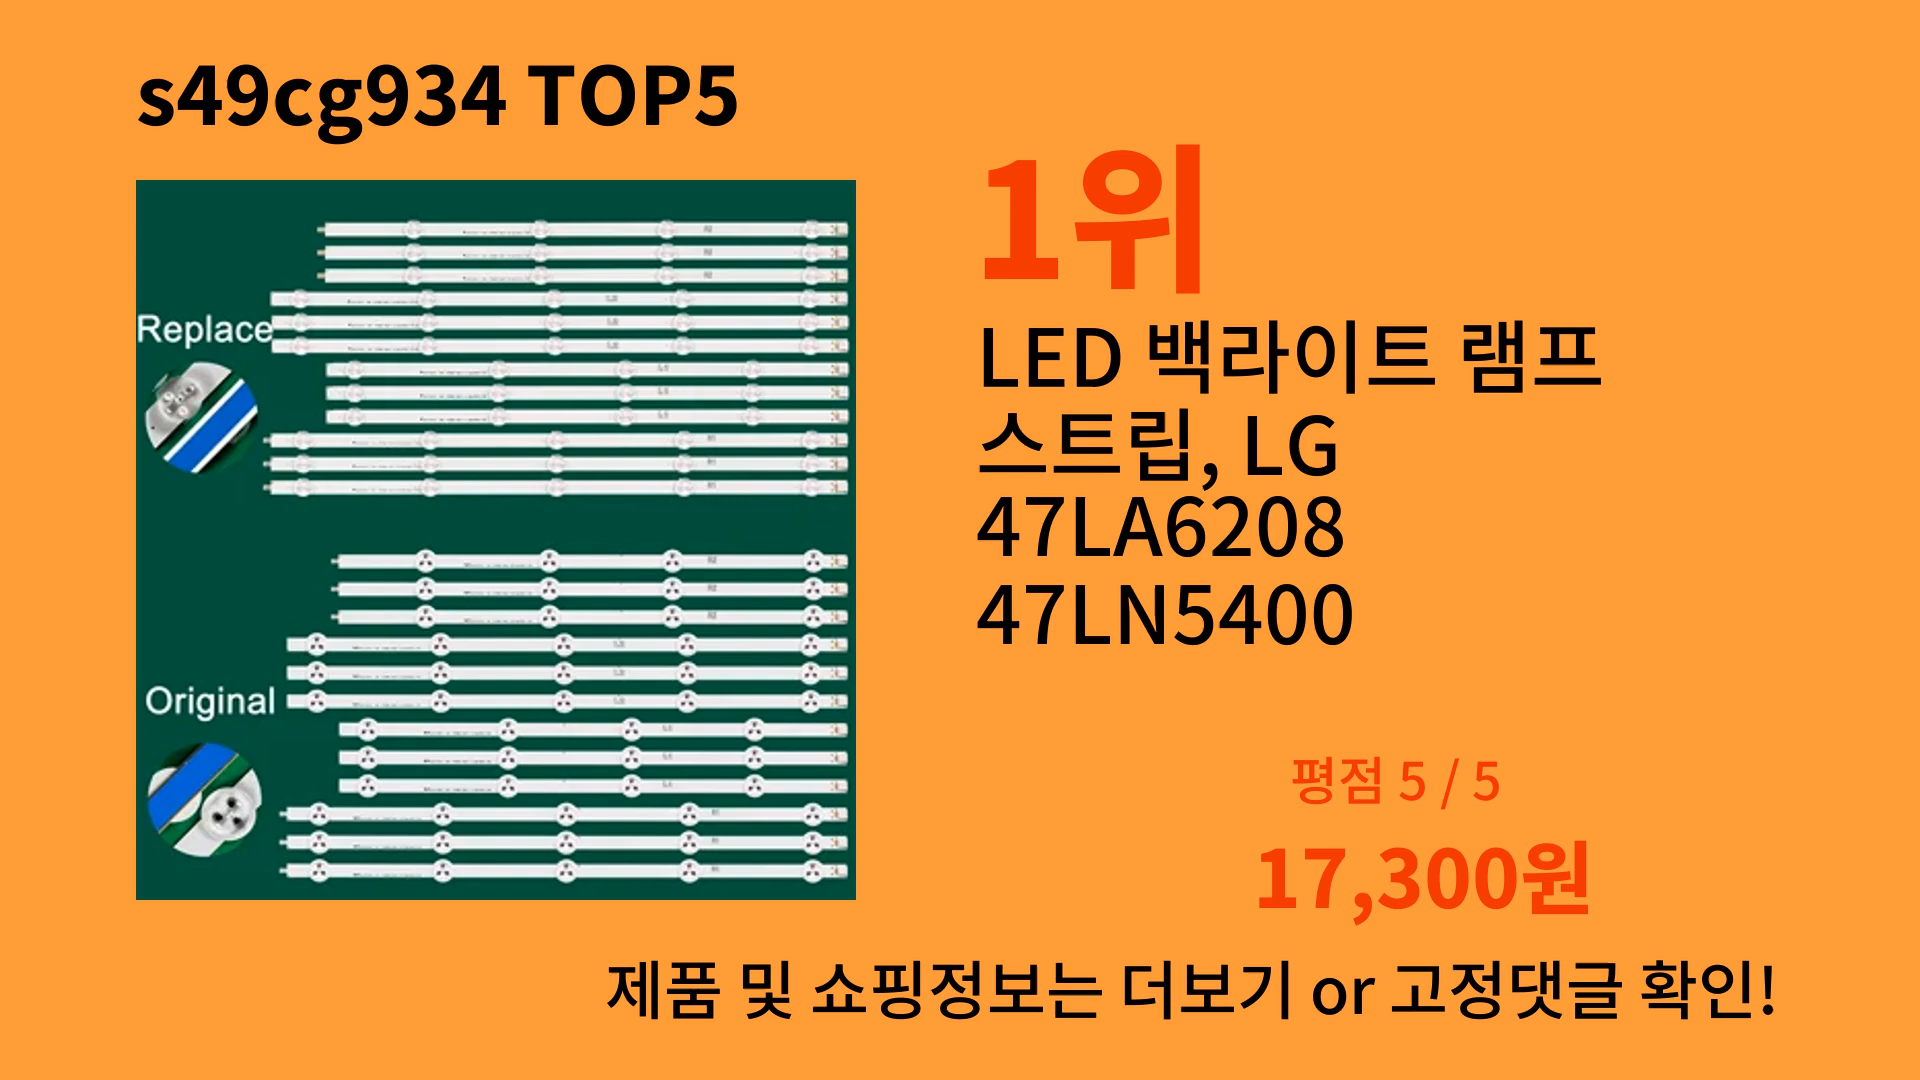 s49cg934 TOP5
1위
LED 백라이트 램프
스트립, LG
47LA6208
47LN5400
Replace
Original
평점 5 / 5
17,300원
제품 및 쇼핑정보는 더보기 or 고정댓글 확인!